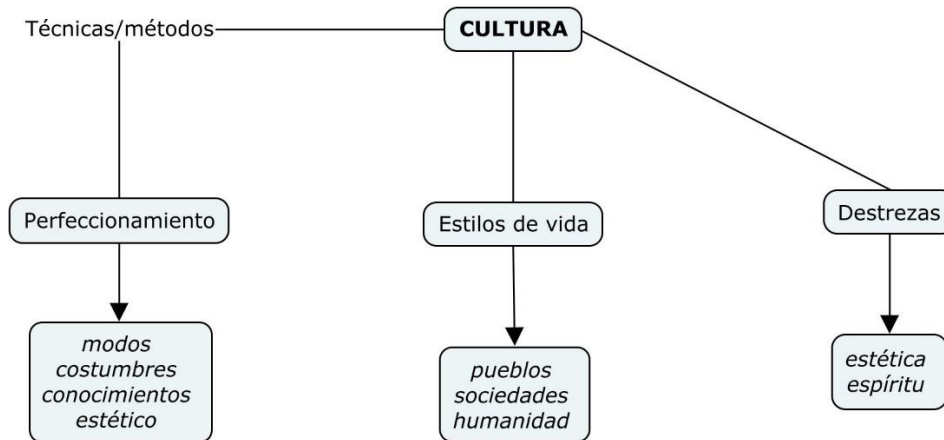 Técnicas/métodos
CULTURA
Perfeccionamiento
Estilos de vida
Destrezas
modos
costumbres
conocimientos
estético
pueblos
sociedades
humanidad
estética
espíritu